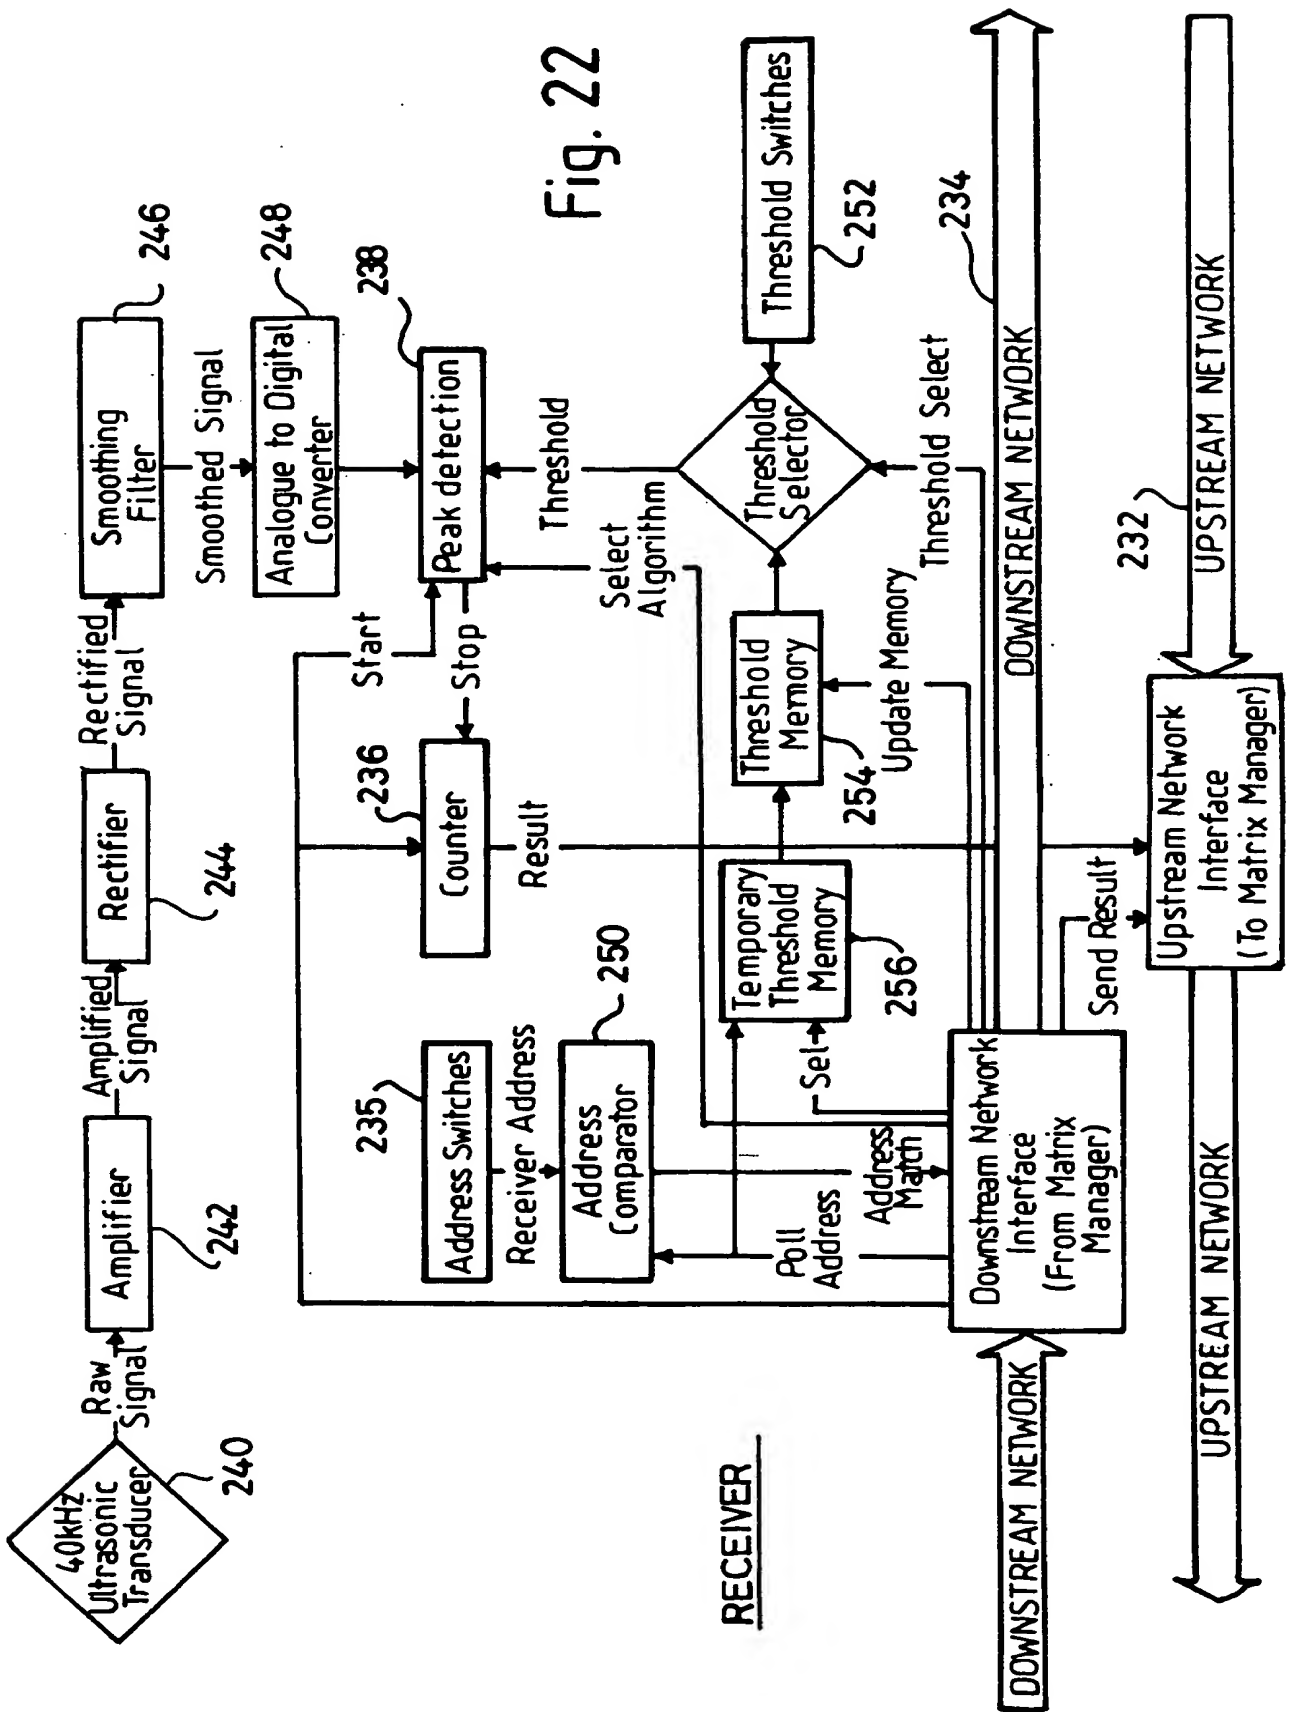 40kHz
Ultrasonic
Transducer
240
Raw
Signal
Amplifier
242
Amplified
Signal
Rectifier
244
Rectified
Signal
Smoothing
Filter
246
Smoothed Signal
Analogue to Digital
Converter
248
Start
Stop
Peak detection
238
Address Switches
235
Receiver Address
Address
Comparator
250
Counter
236
Result
Select
Algorithm
Threshold
Fig. 22
RECEIVER
Temporary
Threshold
Memory
256
Threshold
Memory
254
Threshold
Selector
Threshold Switches
252
Poll
Address
Address
Match
Sel
Update Memory
Threshold Select
234
DOWNSTREAM NETWORK
Downstream Network
Interface
(From Matrix
Manager)
DOWNSTREAM NETWORK
Send Result
232
UPSTREAM NETWORK
Upstream Network
Interface
(To Matrix Manager)
UPSTREAM NETWORK